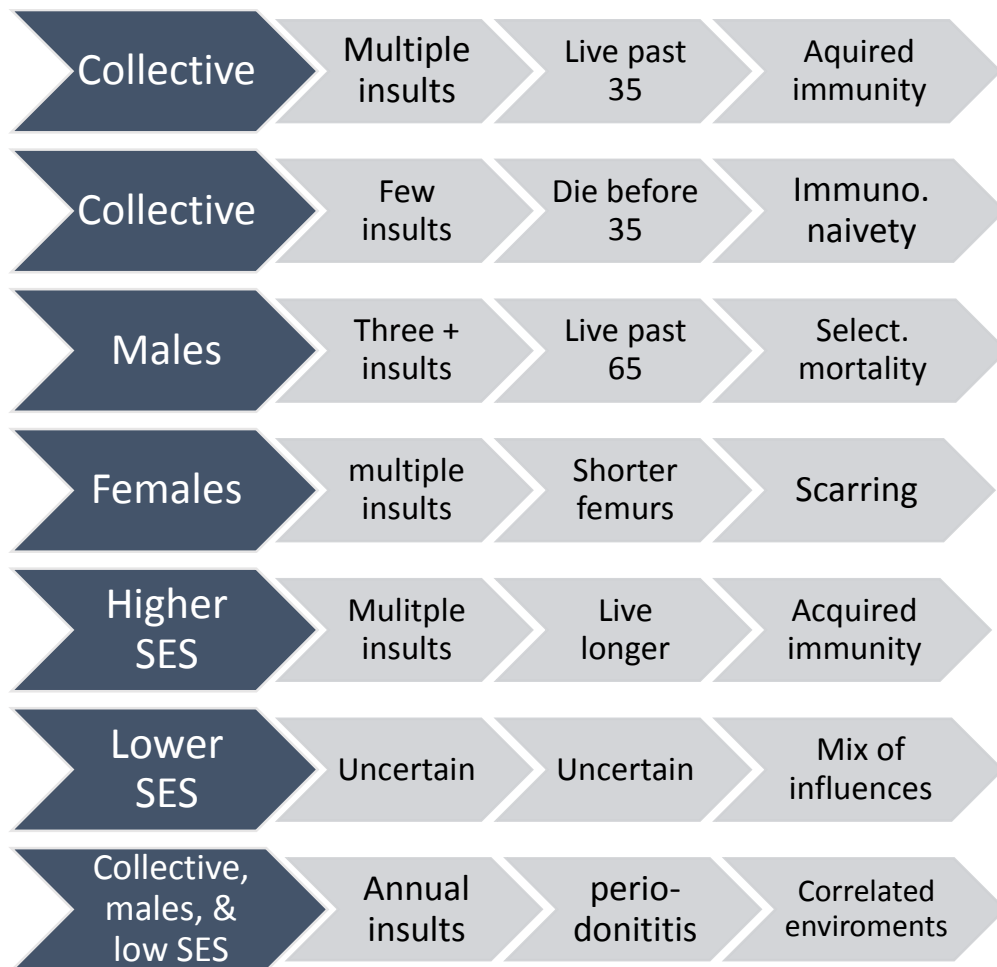 Collective
Multiple
insults
Live past
35
Aquired
immunity
Collective
Few
insults
Die before
35
Immuno.
naivety
Males
Three +
insults
Live past
65
Select.
mortality
Females
multiple
insults
Shorter
femurs
Scarring
Higher
SES
Mulitple
insults
Live
longer
Acquired
immunity
Lower
SES
Uncertain
Uncertain
Mix of
influences
Collective,
males, &
low SES
Annual
insults
perio-
donititis
Correlated
enviroments